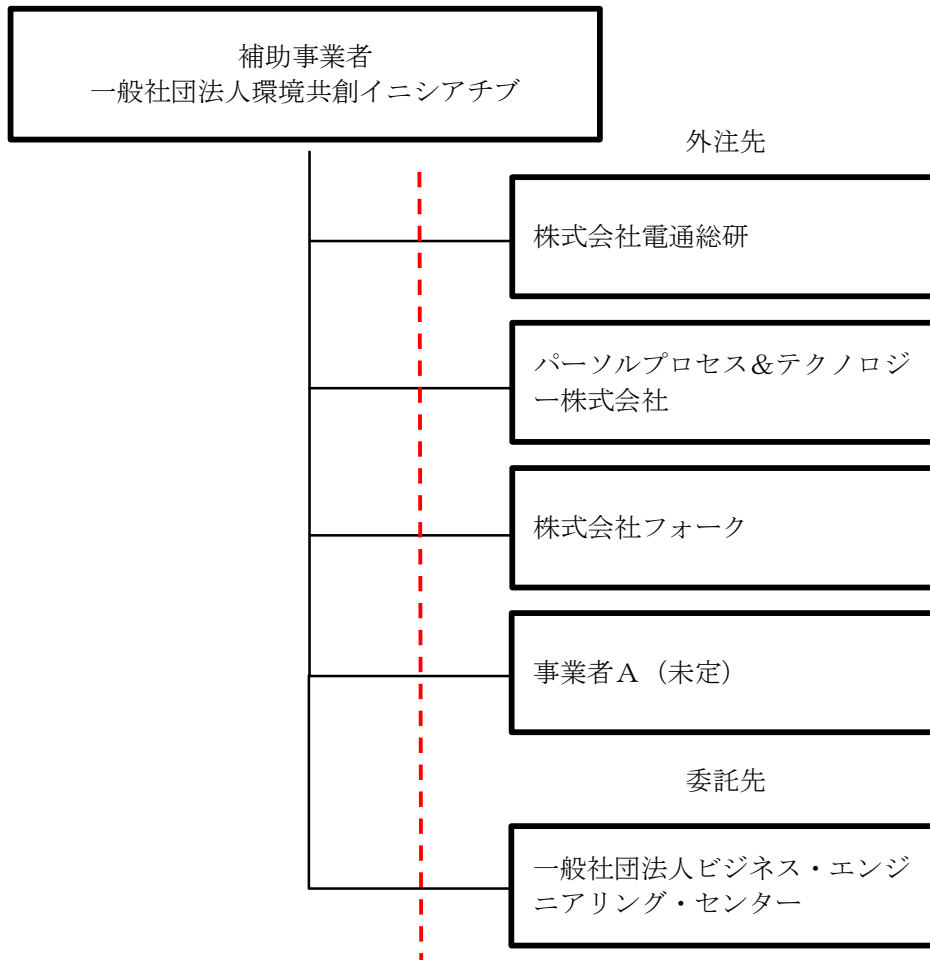 補助事業者
一般社団法人環境共創イニシアチブ
外注先
株式会社電通総研
パーソルプロセス&テクノロジ
ー株式会社
株式会社フォーク
事業者A（未定）
委託先
一般社団法人ビジネス・エンジ
ニアリング・センター